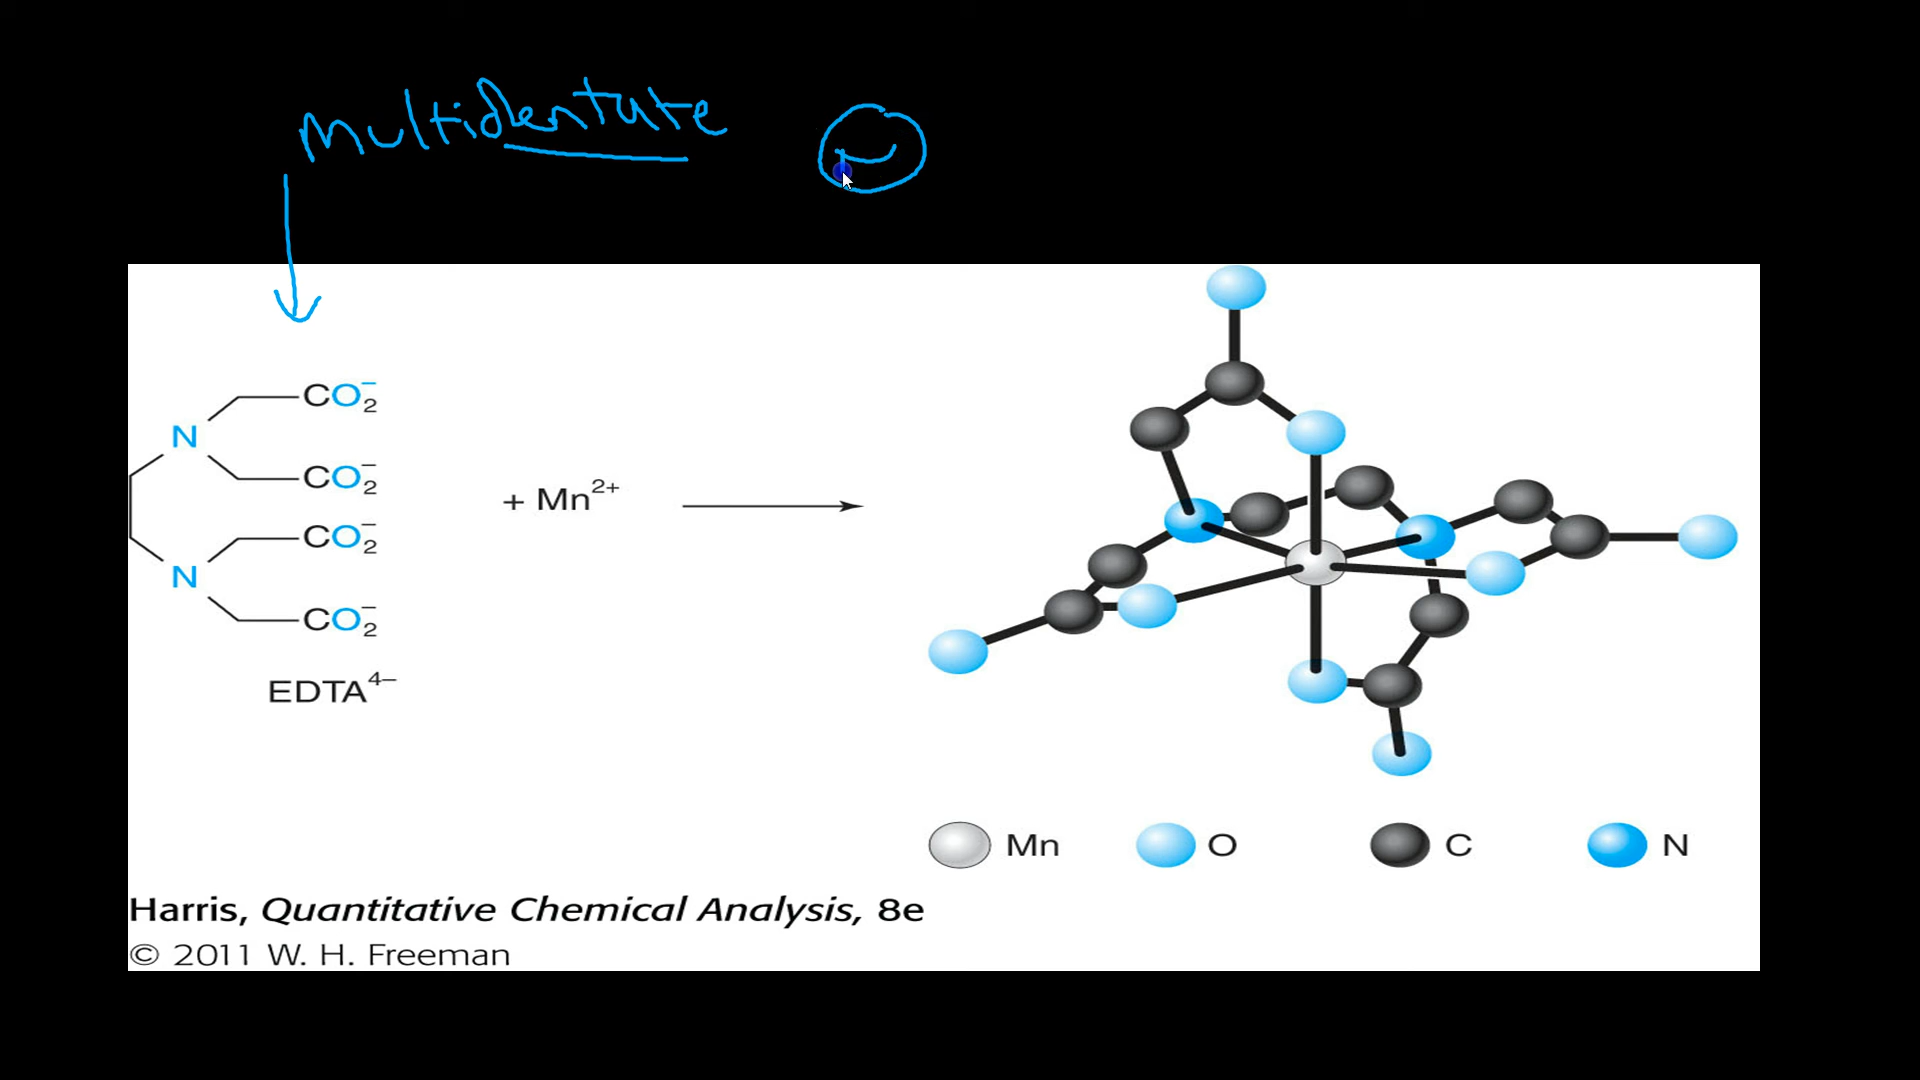 Multidentate
CO₂⁻
N
CO₂⁻
+ Mn²⁺
CO₂⁻
N
CO₂⁻
EDTA⁴⁻
Mn O C N
Harris, Quantitative Chemical Analysis, 8e
© 2011 W. H. Freeman